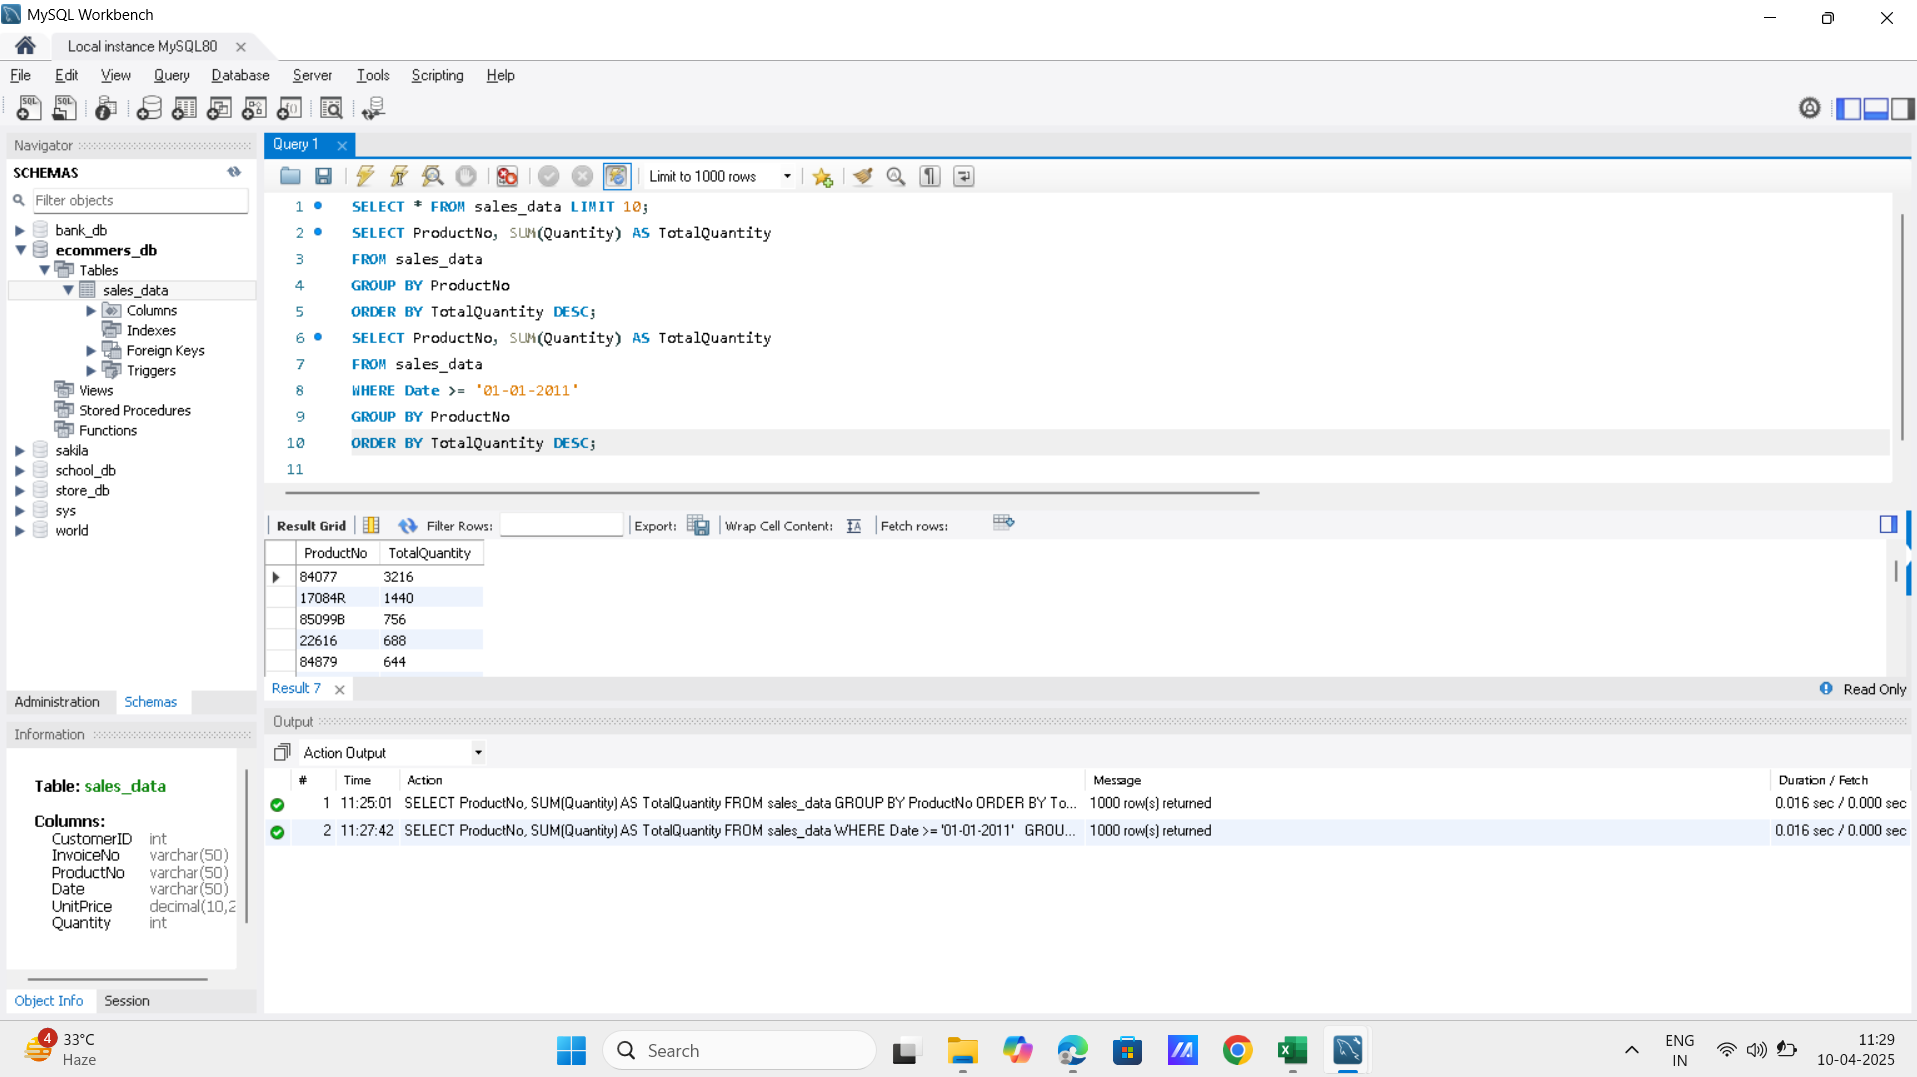 MySQL Workbench
Local instance MySQL80
File Edit View Query Database Server Tools Scripting Help
Navigator
SCHEMAS
Filter objects
bank_db
ecommers_db
Tables
sales_data
Columns
Indexes
Foreign Keys
Triggers
Views
Stored Procedures
Functions
sakila
school_db
store_db
sys
world
Administration Schemas
Information
Table: sales_data
Columns:
CustomerID int
InvoiceNo varchar(50)
ProductNo varchar(50)
Date varchar(50)
UnitPrice decimal(10,2
Quantity int
Object Info Session
Query 1
Limit to 1000 rows
1 SELECT * FROM sales_data LIMIT 10;
2 SELECT ProductNo, SUM(Quantity) AS TotalQuantity
3 FROM sales_data
4 GROUP BY ProductNo
5 ORDER BY TotalQuantity DESC;
6 SELECT ProductNo, SUM(Quantity) AS TotalQuantity
7 FROM sales_data
8 WHERE Date >= '01-01-2011'
9 GROUP BY ProductNo
10 ORDER BY TotalQuantity DESC;
11
Result Grid Filter Rows: Export: Wrap Cell Content: Fetch rows:
ProductNo TotalQuantity
84077 3216
17084R 1440
85099B 756
22616 688
84879 644
Result 7 Read Only
Output
Action Output
# Time Action Message Duration / Fetch
1 11:25:01 SELECT ProductNo, SUM(Quantity) AS TotalQuantity FROM sales_data GROUP BY ProductNo ORDER BY To... 1000 row(s) returned 0.016 sec / 0.000 sec
2 11:27:42 SELECT ProductNo, SUM(Quantity) AS TotalQuantity FROM sales_data WHERE Date >= '01-01-2011' GROU... 1000 row(s) returned 0.016 sec / 0.000 sec
4 33°C
Haze
Search
ENG
IN
11:29
10-04-2025